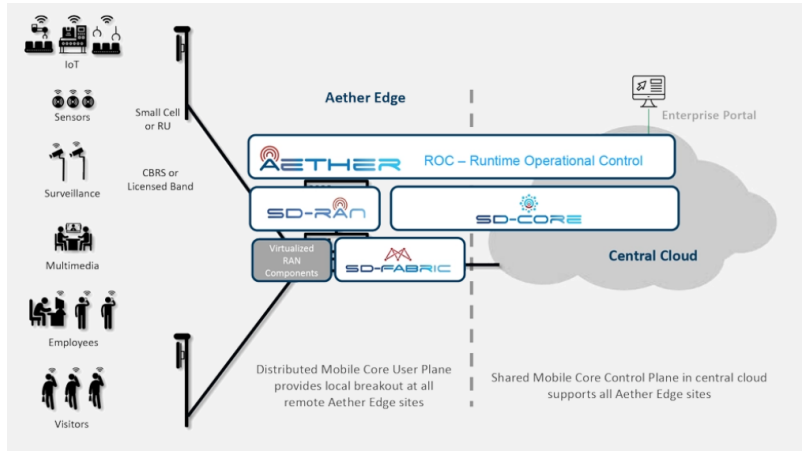 IoT
Sensors
Surveillance
Multimedia
Employees
Visitors
Small Cell
or RU
CBRS or
Licensed Band
Aether Edge
Enterprise Portal
AETHER ROC – Runtime Operational Control
SD-RAN
SD-CORE
Virtualized
RAN
Components
SD-FABRIC
Central Cloud
Distributed Mobile Core User Plane
provides local breakout at all
remote Aether Edge sites
Shared Mobile Core Control Plane in central cloud
supports all Aether Edge sites